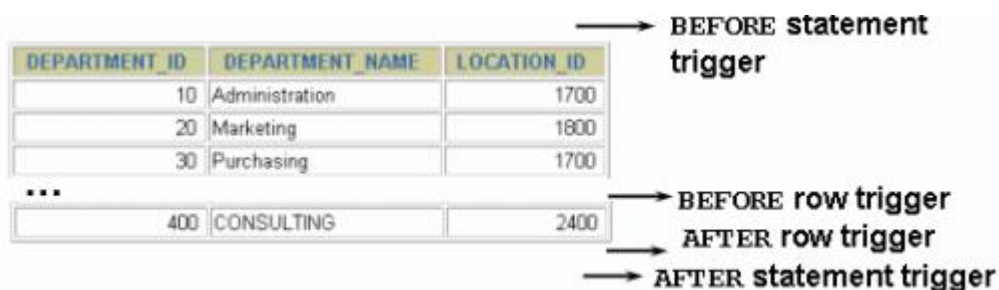 BEFORE statement
trigger
DEPARTMENT_ID DEPARTMENT_NAME LOCATION_ID
10 Administration 1700
20 Marketing 1800
30 Purchasing 1700
...
BEFORE row trigger
400 CONSULTING 2400
AFTER row trigger
AFTER statement trigger